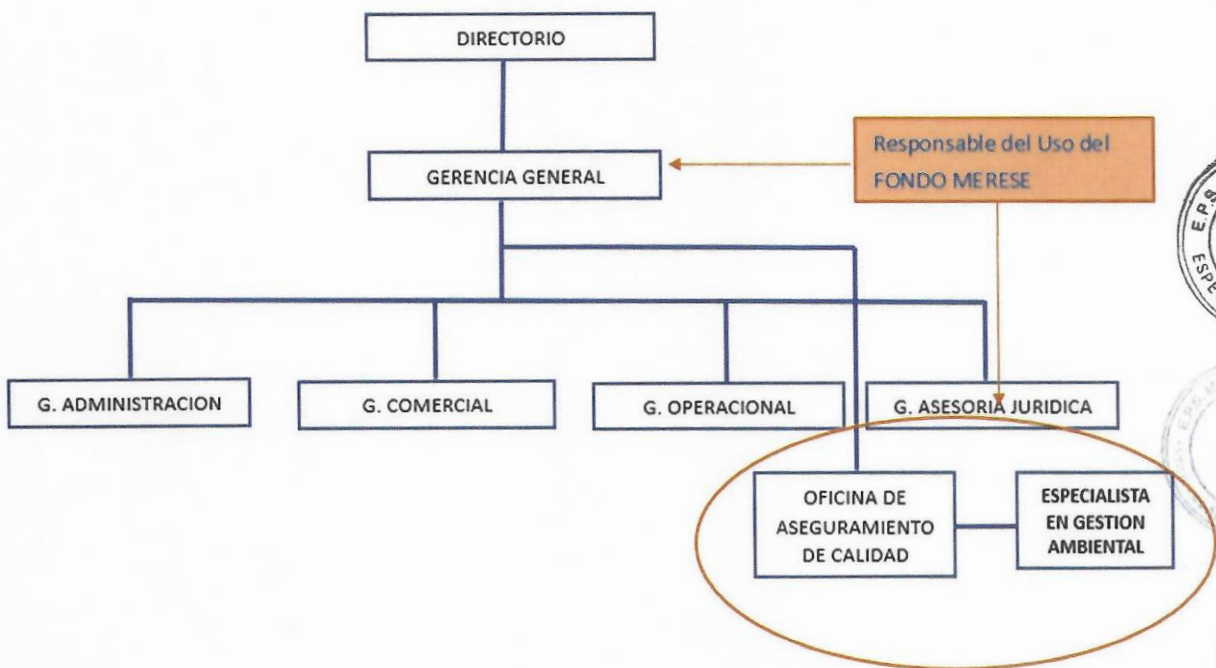 DIRECTORIO
GERENCIA GENERAL
Responsable del Uso del
FONDO MERESE
G. ADMINISTRACION
G. COMERCIAL
G. OPERACIONAL
G. ASESORIA JURIDICA
OFICINA DE
ASEGURAMIENTO
DE CALIDAD
ESPECIALISTA
EN GESTION
AMBIENTAL
E.P.S.
ESPE
E.P.S. M